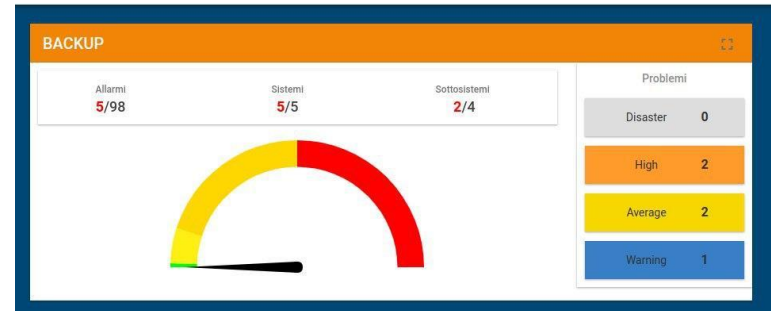 BACKUP
Allarmi Sistemi Sottosistemi
5/98 5/5 2/4
Problemi
Disaster 0
High 2
Average 2
Warning 1